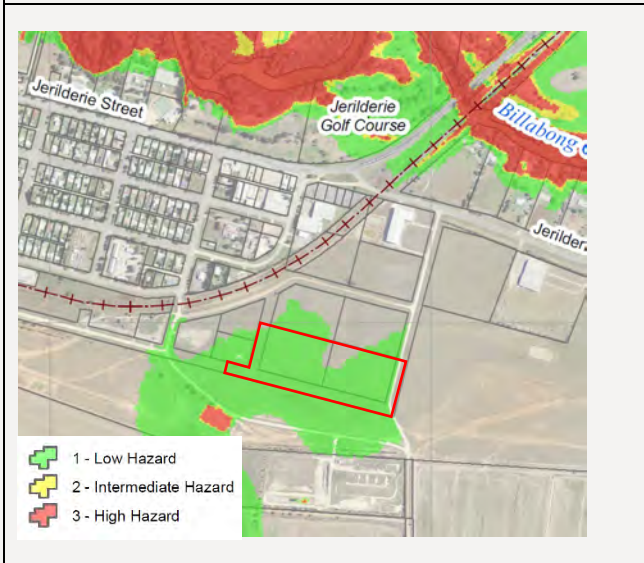 Jerilderie Street
Jerilderie
Golf Course
Billabong
Jerilder
1 - Low Hazard
2 - Intermediate Hazard
3 - High Hazard